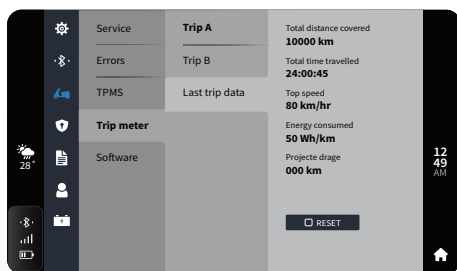 Service
Errors
TPMS
Trip meter
Software
Trip A
Trip B
Last trip data
Total distance covered
10000 km
Total time travelled
24:00:45
Top speed
80 km/hr
Energy consumed
50 Wh/km
Projecte drage
000 km
RESET
28°
12
49
AM